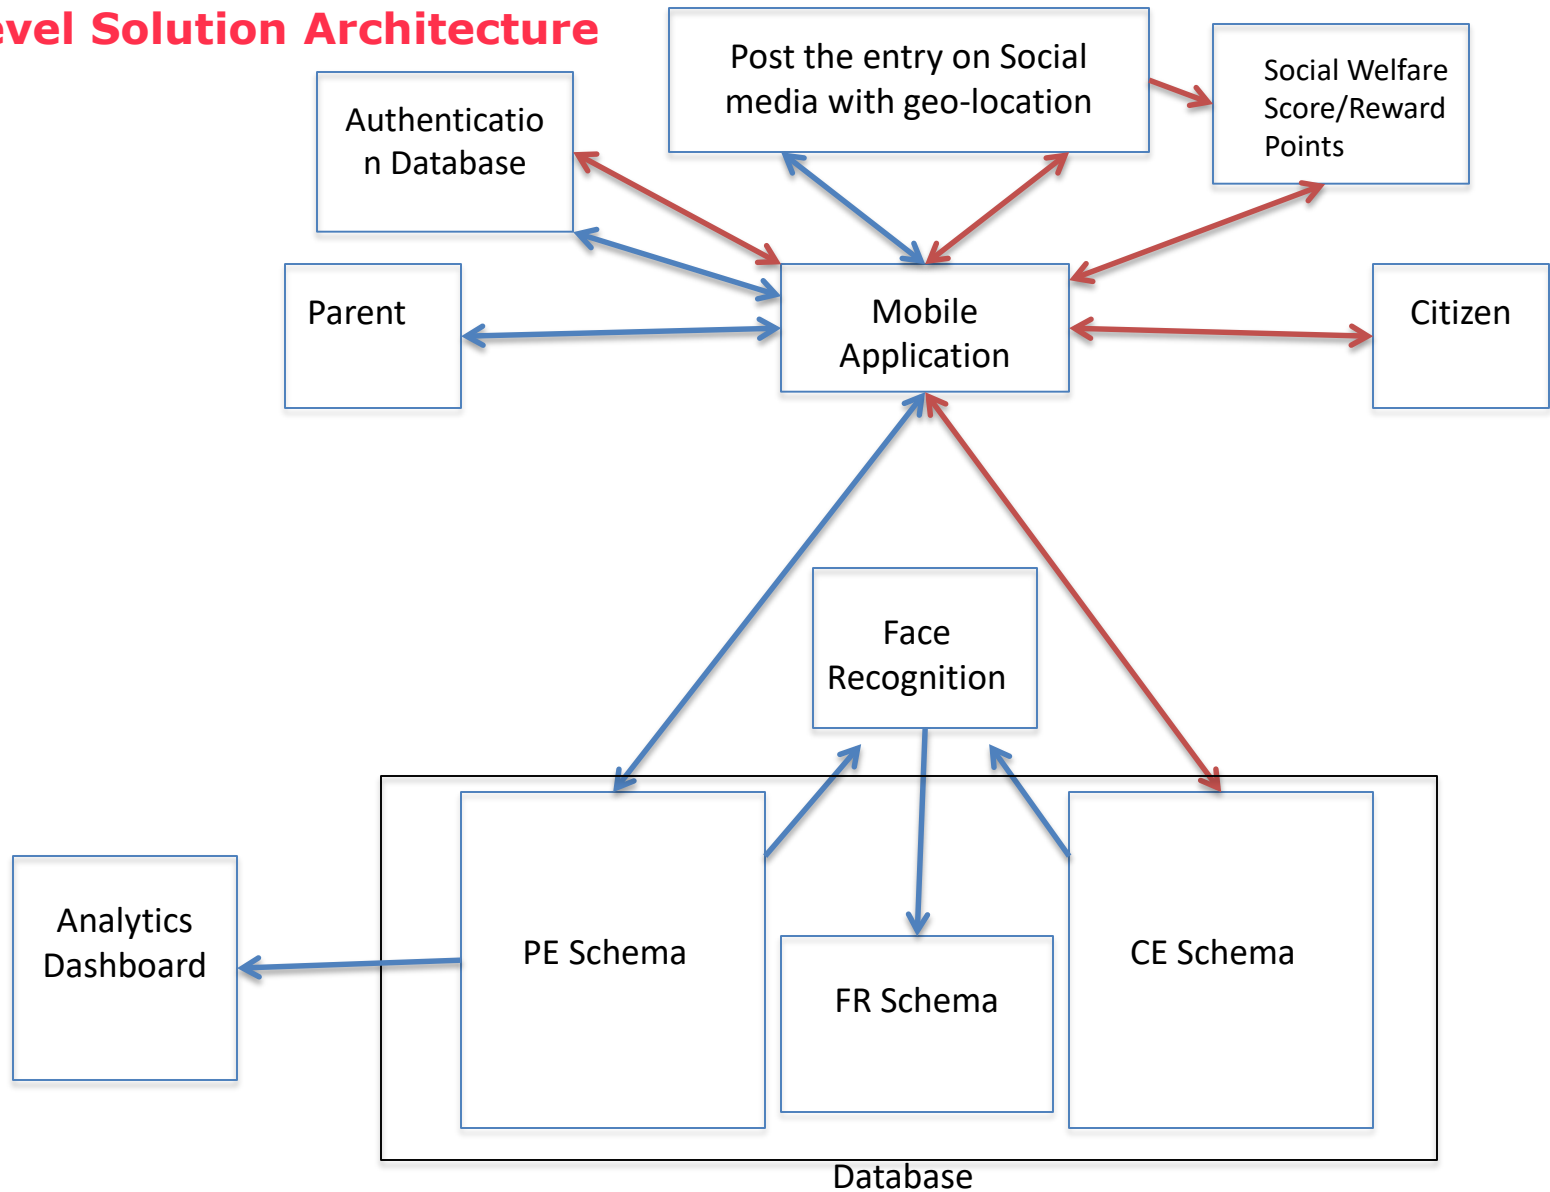 evel Solution Architecture
Post the entry on Social
media with geo-location
Social Welfare
Score/Reward
Points
Authenticatio
n Database
Parent
Mobile
Application
Citizen
Face
Recognition
Analytics
Dashboard
PE Schema
FR Schema
CE Schema
Database